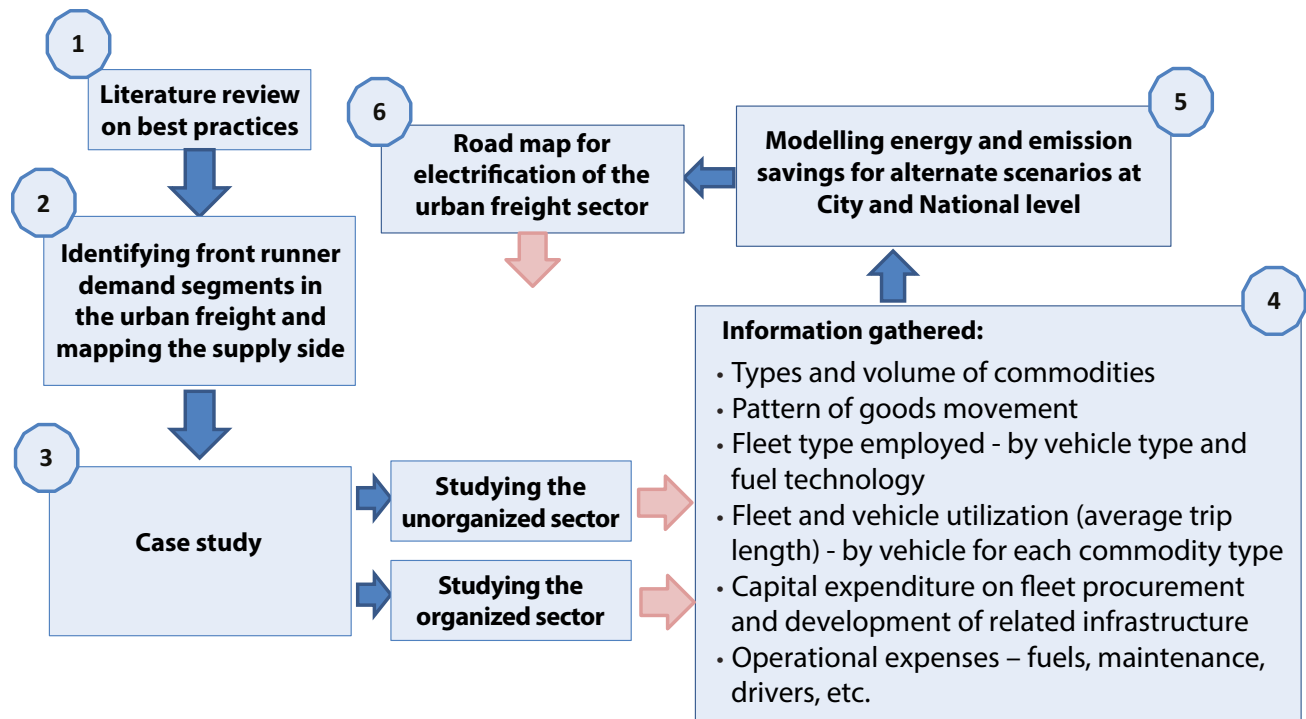 1
Literature review
on best practices
2
Identifying front runner
demand segments in
the urban freight and
mapping the supply side
3
Case study
Studying the
unorganized sector
Studying the
organized sector
4
Information gathered:
• Types and volume of commodities
• Pattern of goods movement
• Fleet type employed - by vehicle type and
fuel technology
• Fleet and vehicle utilization (average trip
length) - by vehicle for each commodity type
• Capital expenditure on fleet procurement
and development of related infrastructure
• Operational expenses – fuels, maintenance,
drivers, etc.
5
Modelling energy and emission
savings for alternate scenarios at
City and National level
6
Road map for
electrification of the
urban freight sector